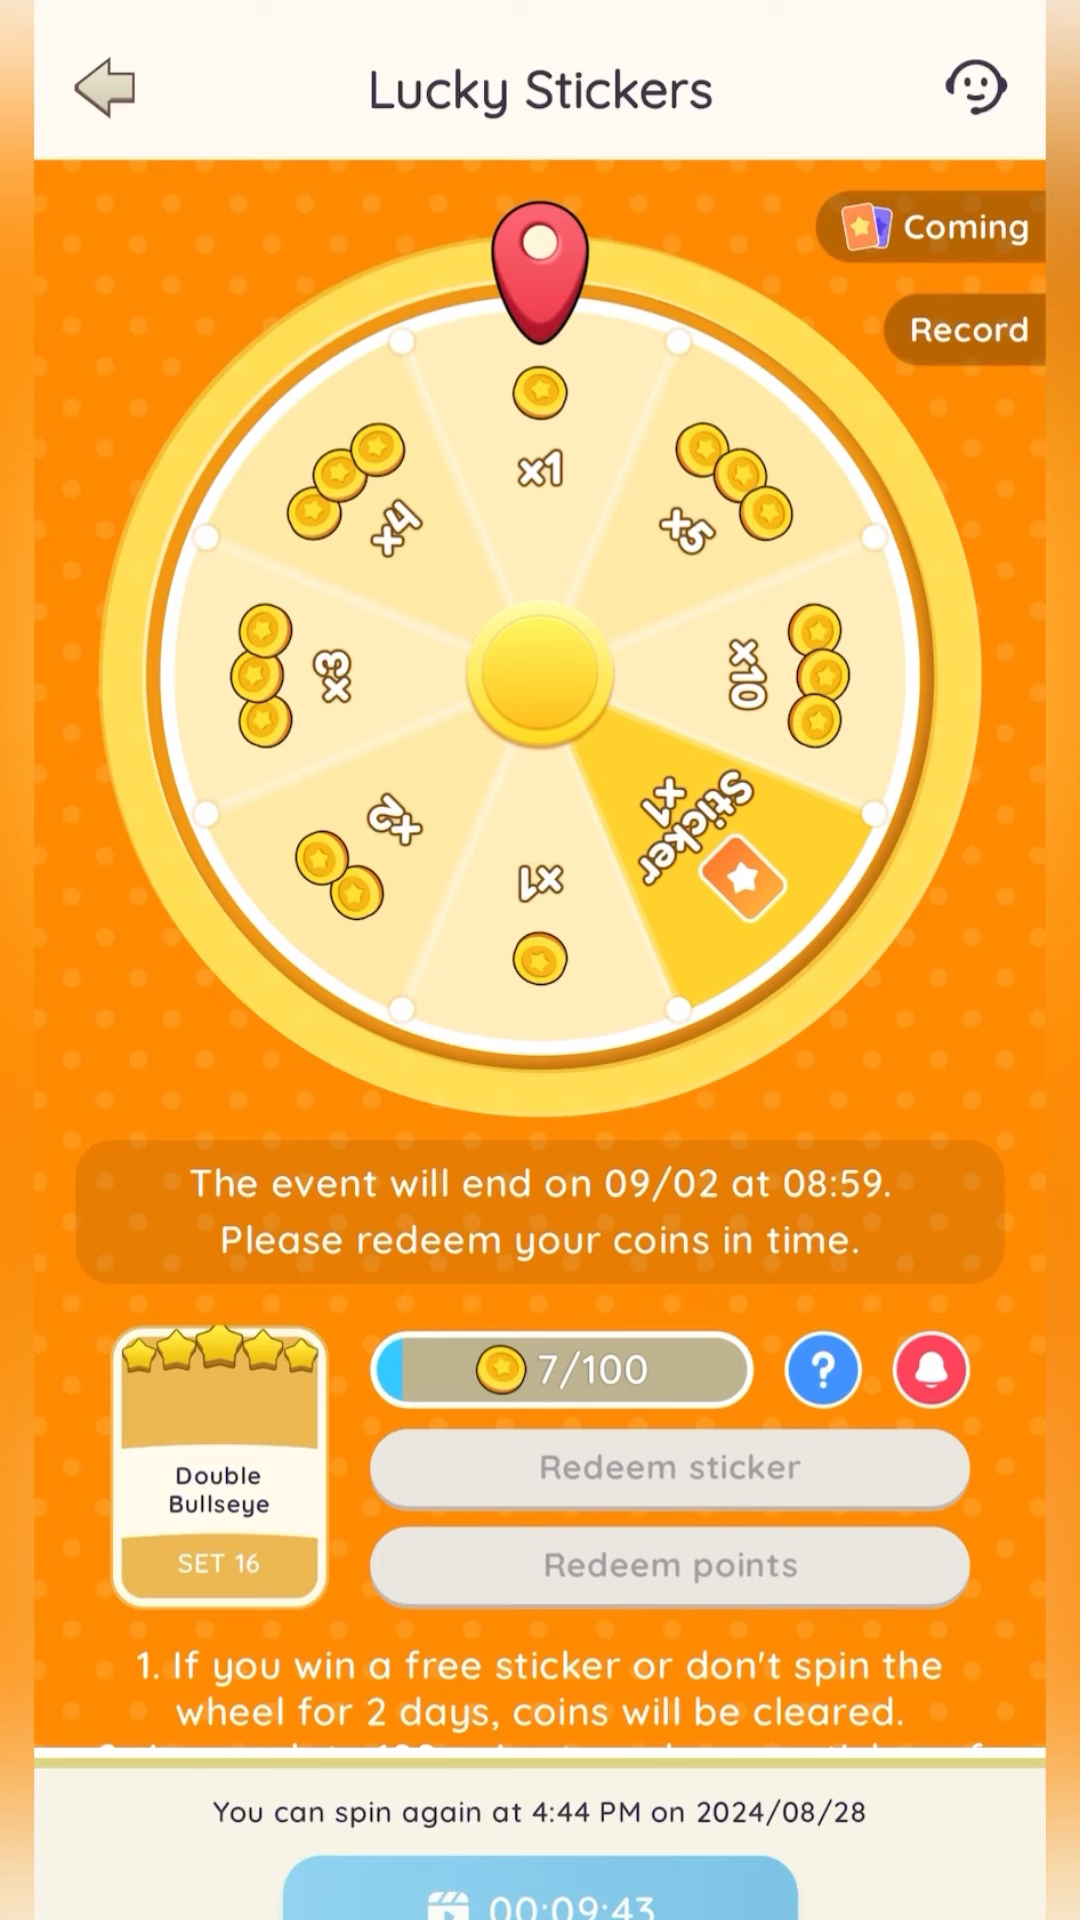 Lucky Stickers
Coming
Record
x1
x4
x5
x3
x10
x2
x1
Sticker
x1
The event will end on 09/02 at 08:59.
Please redeem your coins in time.
7/100
?
Double
Bullseye
SET 16
Redeem sticker
Redeem points
1. If you win a free sticker or don't spin the
wheel for 2 days, coins will be cleared.
You can spin again at 4:44 PM on 2024/08/28
00:09:43